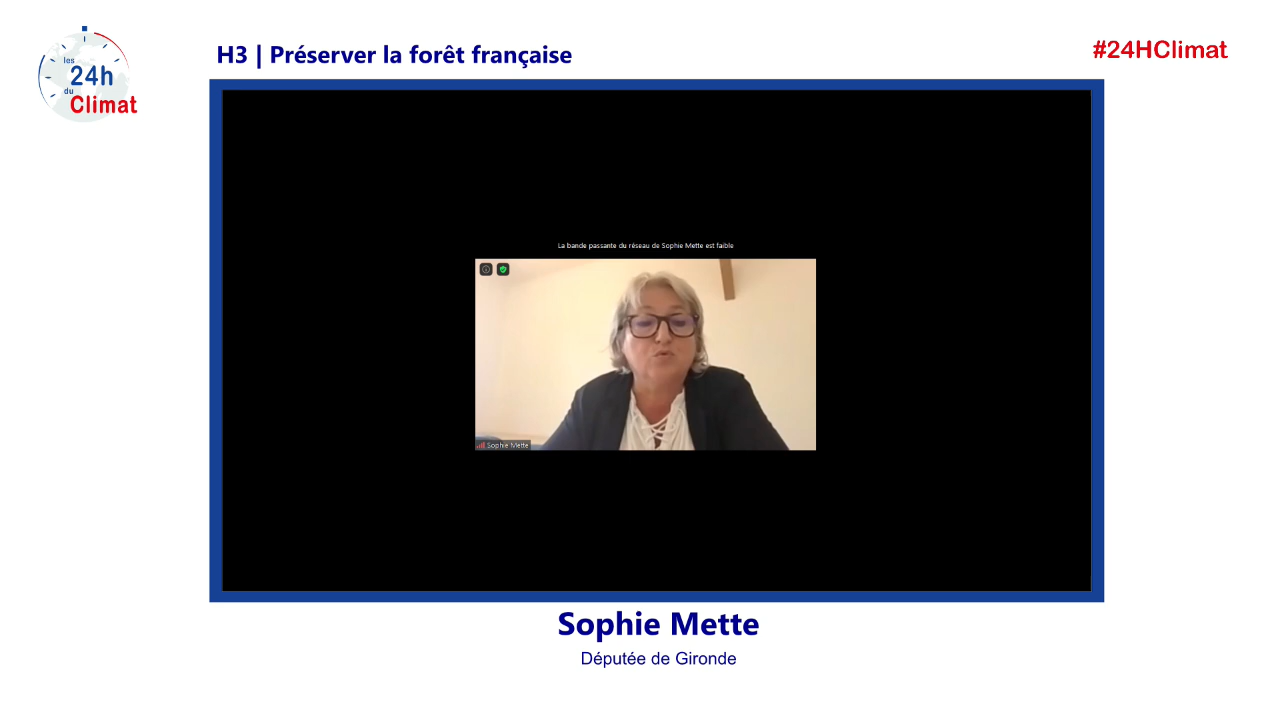 les
24h
du
Climat
H3 | Préserver la forêt française
#24HClimat
La bande passante du réseau de Sophie Mette est faible
Sophie Mette
Sophie Mette
Députée de Gironde